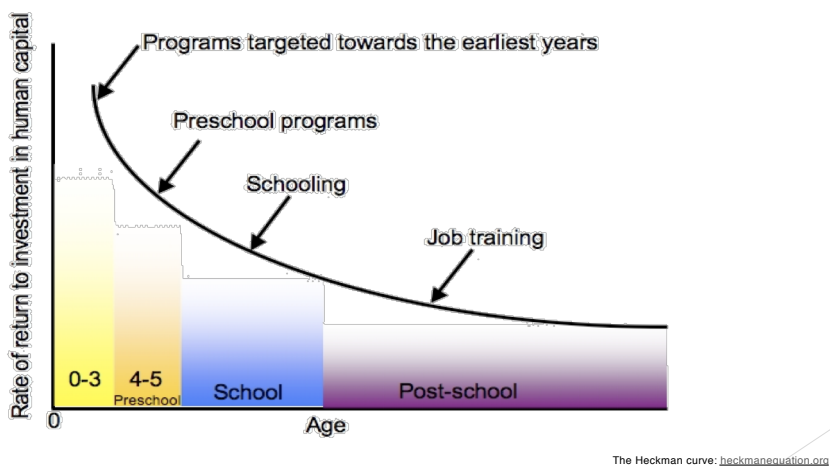 Rate of return to investment in human capital
Programs targeted towards the earliest years
Preschool programs
Schooling
Job training
0-3
4-5
Preschool
School
Post-school
0
Age
The Heckman curve: heckmanequation.org